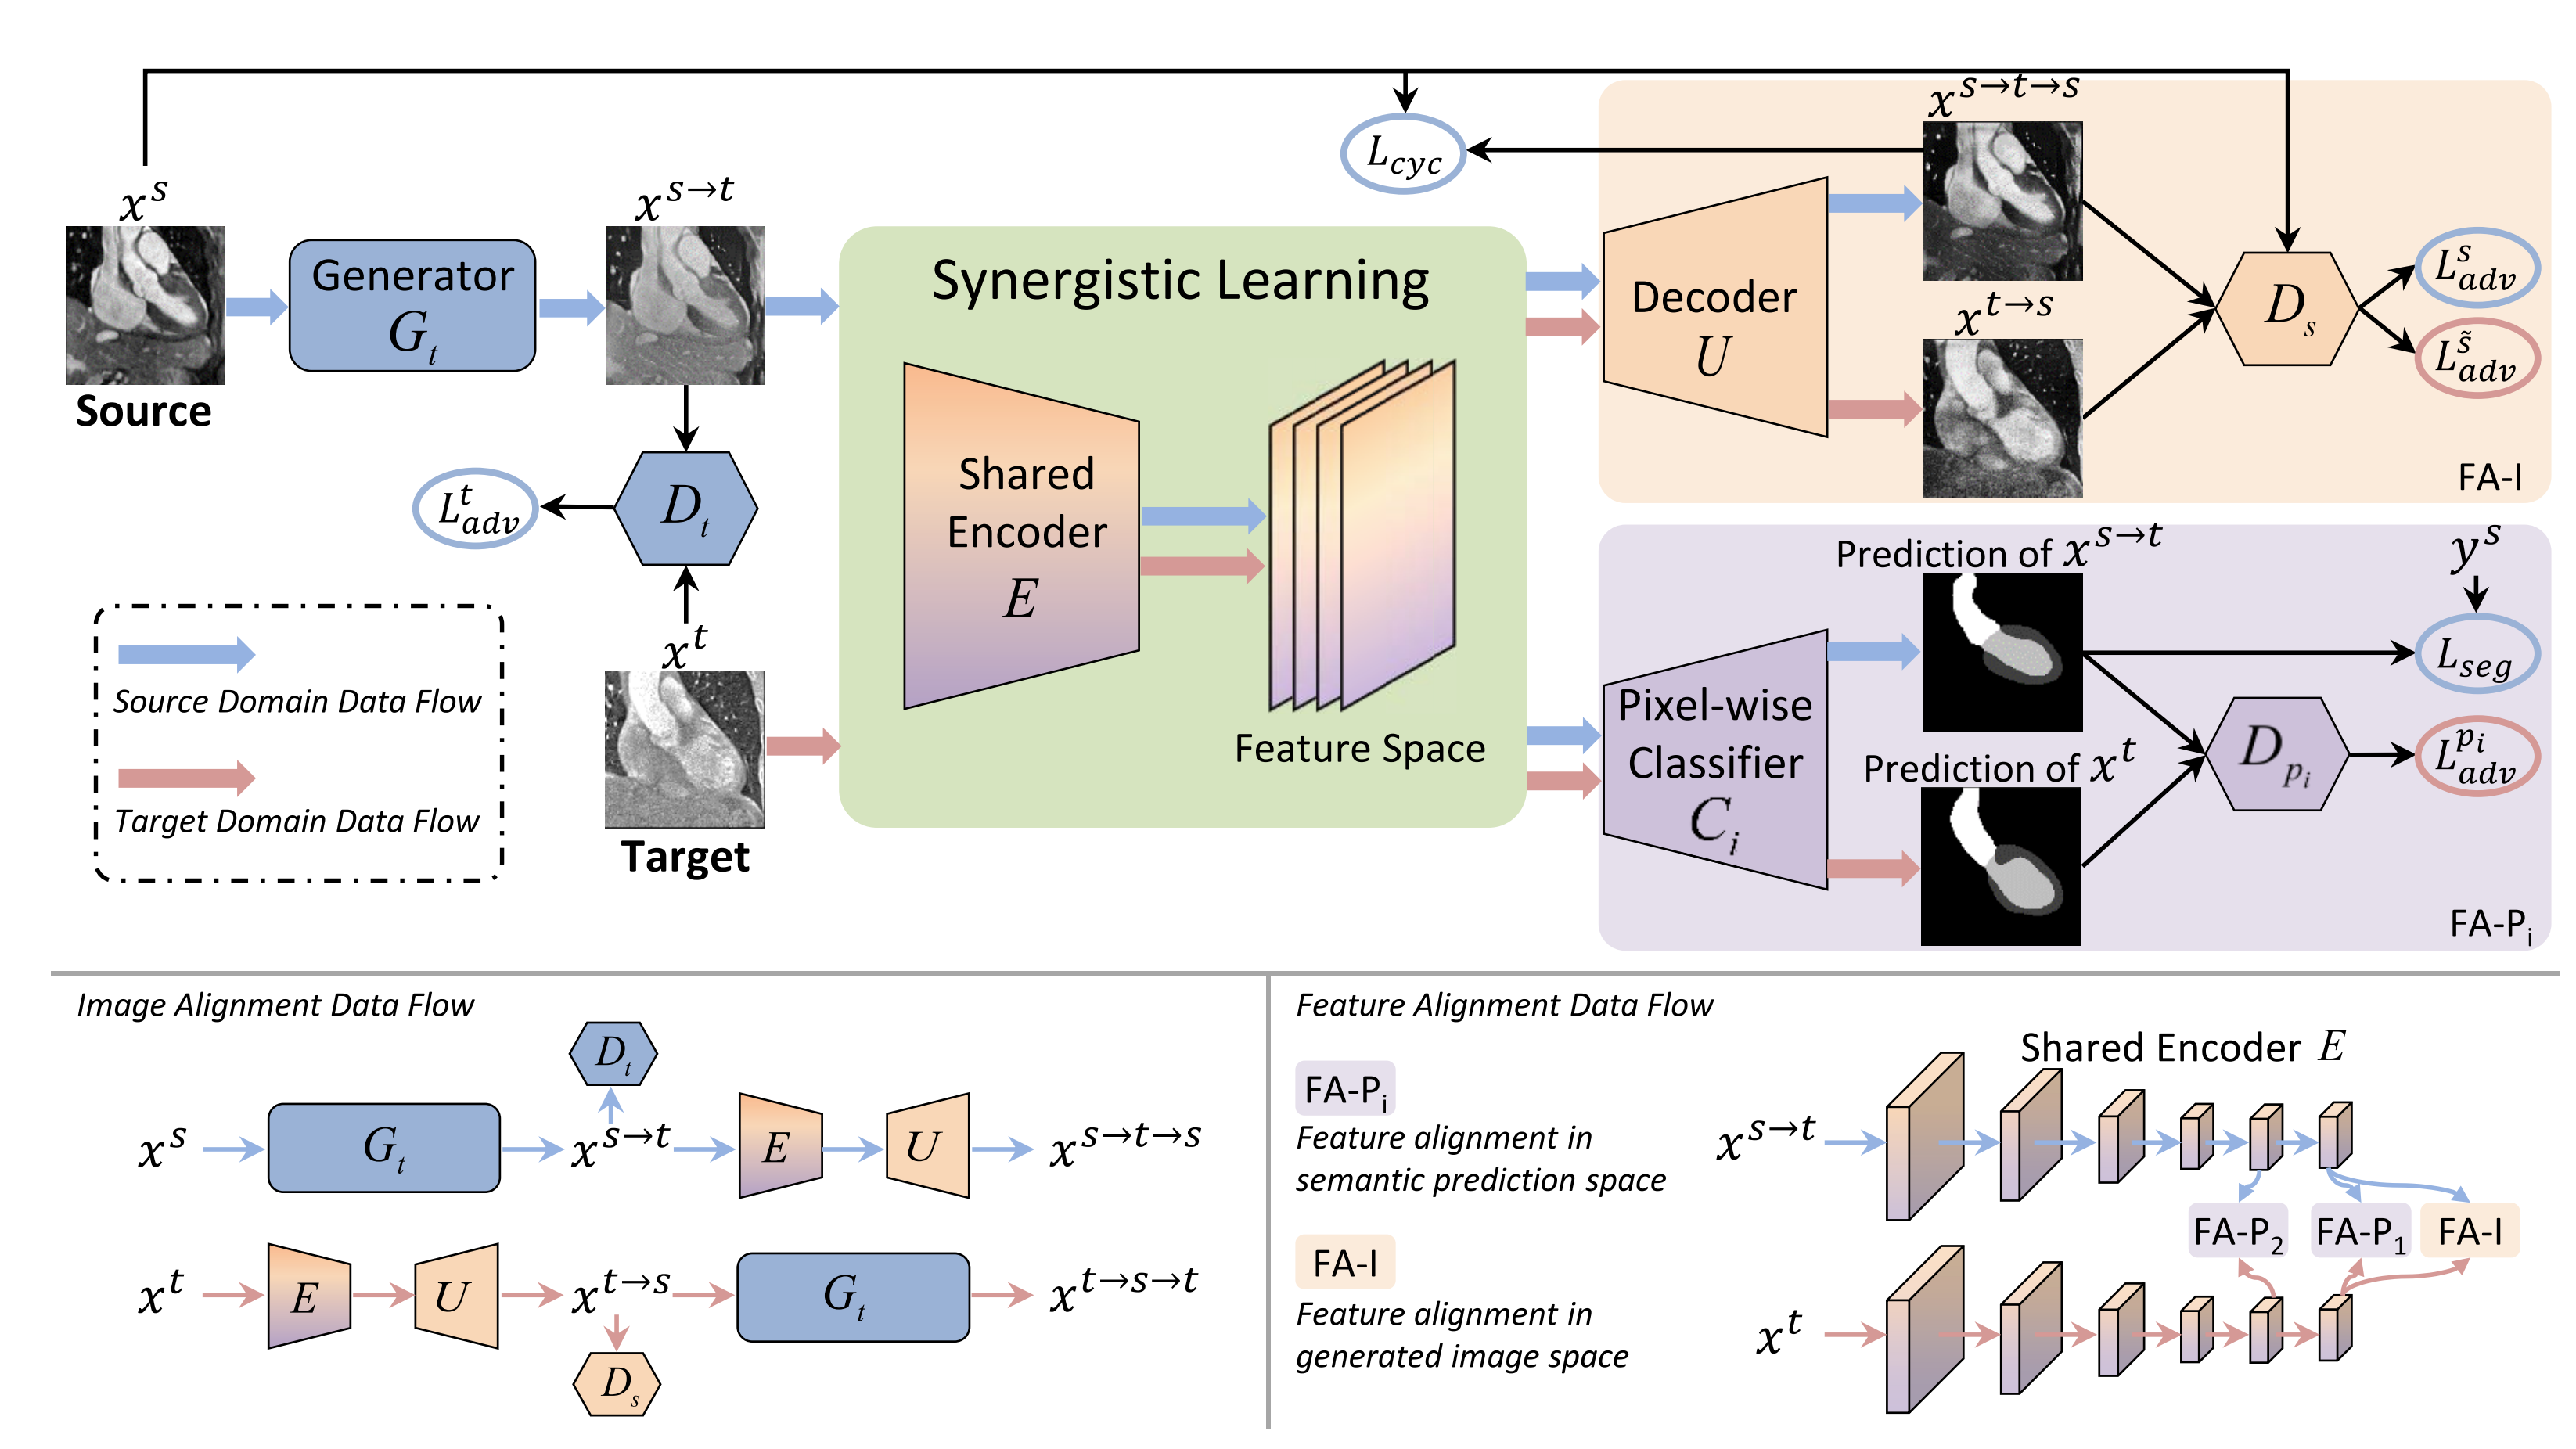 x^{s→t→s}
L_{cyc}
x^s
x^{s→t}
Generator
G_t
Source
Synergistic Learning
Shared
Encoder
E
Feature Space
Decoder
U
x^{t→s}
D_s
L^s_{adv}
L^{s̃}_{adv}
FA-I
L^t_{adv}
D_t
x^t
Target
Source Domain Data Flow
Target Domain Data Flow
Prediction of x^{s→t}
y^s
L_{seg}
Pixel-wise
Classifier
C_i
Prediction of x^t
D_{p_i}
L^{p_i}_{adv}
FA-P_i
Image Alignment Data Flow
D_t
x^s G_t x^{s→t} E U x^{s→t→s}
x^t E U x^{t→s} G_t x^{t→s→t}
D_s
Feature Alignment Data Flow
FA-P_i
Feature alignment in
semantic prediction space
FA-I
Feature alignment in
generated image space
Shared Encoder E
x^{s→t}
FA-P_2 FA-P_1 FA-I
x^t